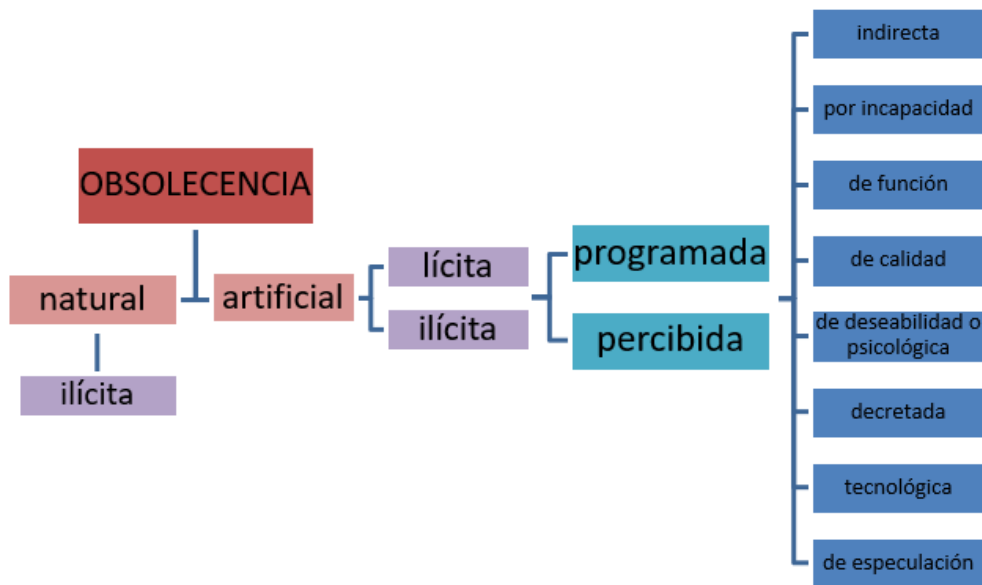 OBSOLECENCIA
natural
ilícita
artificial
lícita
ilícita
programada
percibida
indirecta
por incapacidad
de función
de calidad
de deseabilidad o
psicológica
decretada
tecnológica
de especulación